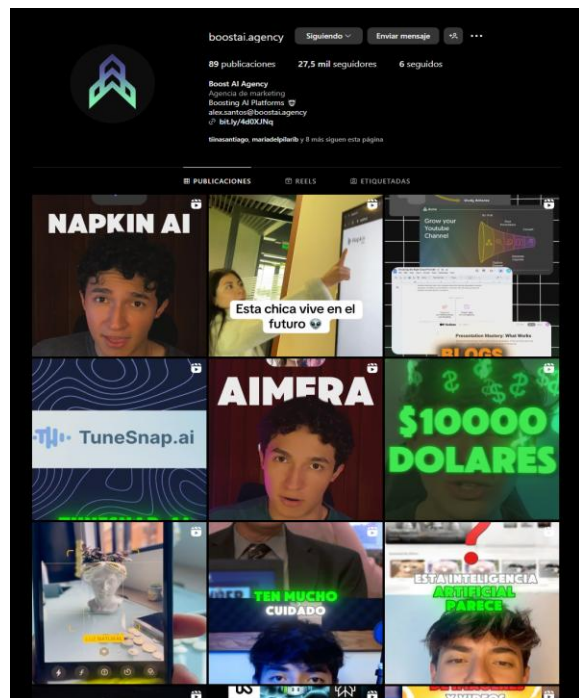 boostai.agency Siguiendo Enviar mensaje
89 publicaciones 27,5 mil seguidores 6 seguidos
Boost AI Agency
Agencia de marketing
Boosting AI Platforms
alex.santos@boostai.agency
bit.ly/4d0XJNq
tiinasantiago, mariadelpilarib y 8 más siguen esta página
PUBLICACIONES REELS ETIQUETADAS
NAPKIN AI
Esta chica vive en el
futuro
Grow your
Youtube
Channel
Presentation Mastery: What Works
BLOGS
TuneSnap.ai
AIMERA
$10000
DOLARES
TEN MUCHO
CUIDADO
?
ESTA INTELIGENCIA
ARTIFICIAL
PARECE
Y VIDEOS